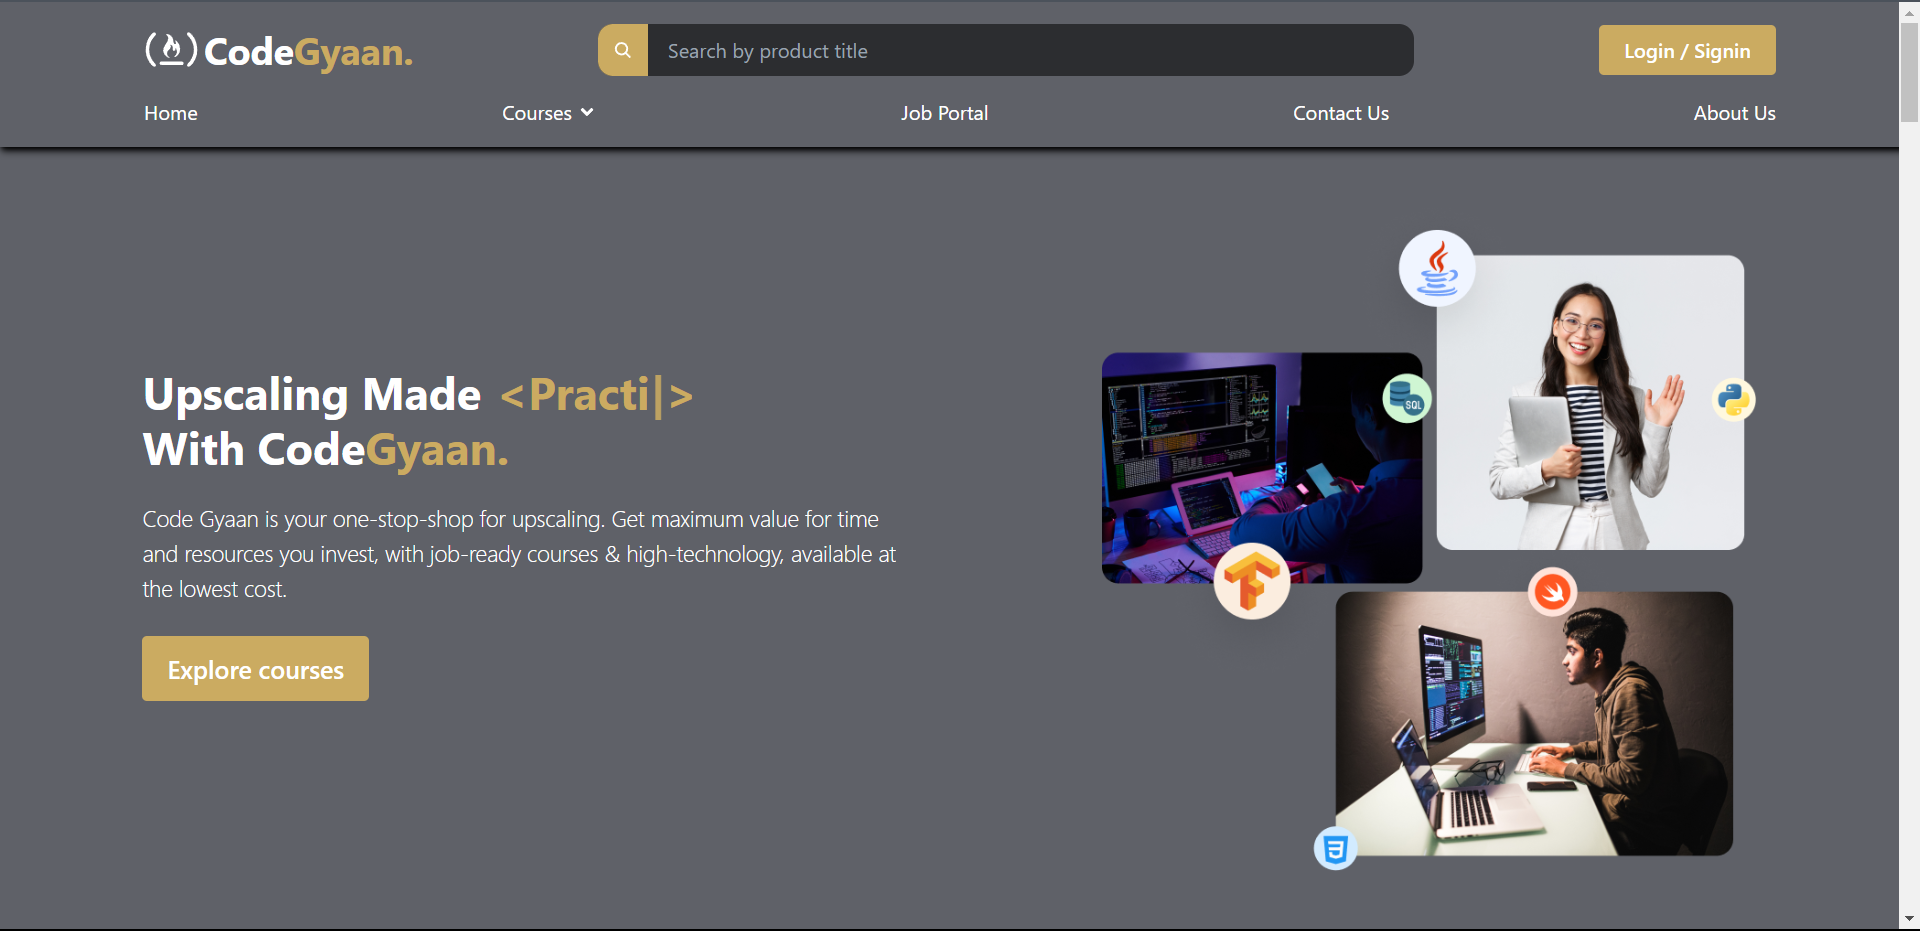 CodeGyaan.
Search by product title
Login / Signin
Home
Courses
Job Portal
Contact Us
About Us
Upscaling Made <Practi|>
With CodeGyaan.
Code Gyaan is your one-stop-shop for upscaling. Get maximum value for time
and resources you invest, with job-ready courses & high-technology, available at
the lowest cost.
Explore courses
SQL